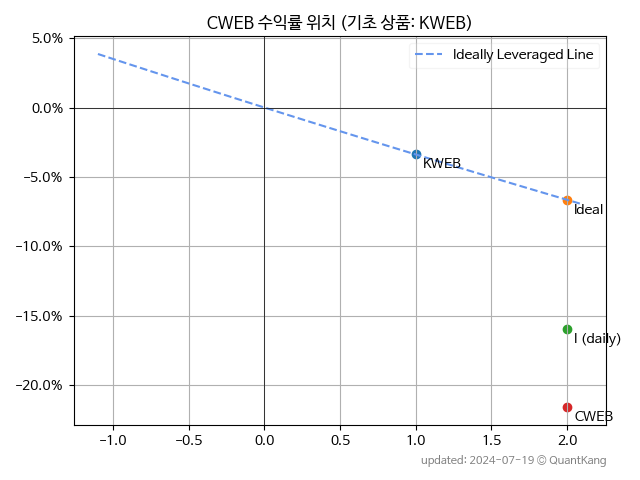 CWEB 수익률 위치 (기초 상품: KWEB)
Ideally Leveraged Line
5.0%
0.0%
−5.0%
−10.0%
−15.0%
−20.0%
KWEB
Ideal
I (daily)
CWEB
−1.0 −0.5 0.0 0.5 1.0 1.5 2.0
updated: 2024-07-19 © QuantKang